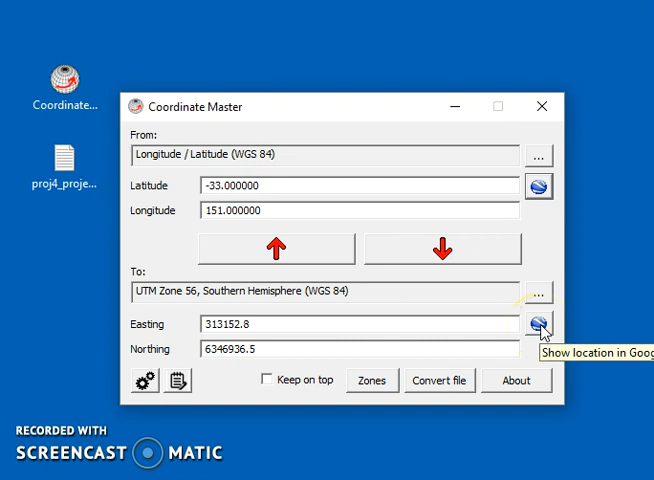 Coordinate...
proj4_proje...
Coordinate Master
From:
Longitude / Latitude (WGS 84)
...
Latitude
-33.000000
Longitude
151.000000
To:
UTM Zone 56, Southern Hemisphere (WGS 84)
...
Easting
313152.8
Show location in Goog
Northing
6346936.5
Keep on top
Zones
Convert file
About
RECORDED WITH
SCREENCAST MATIC